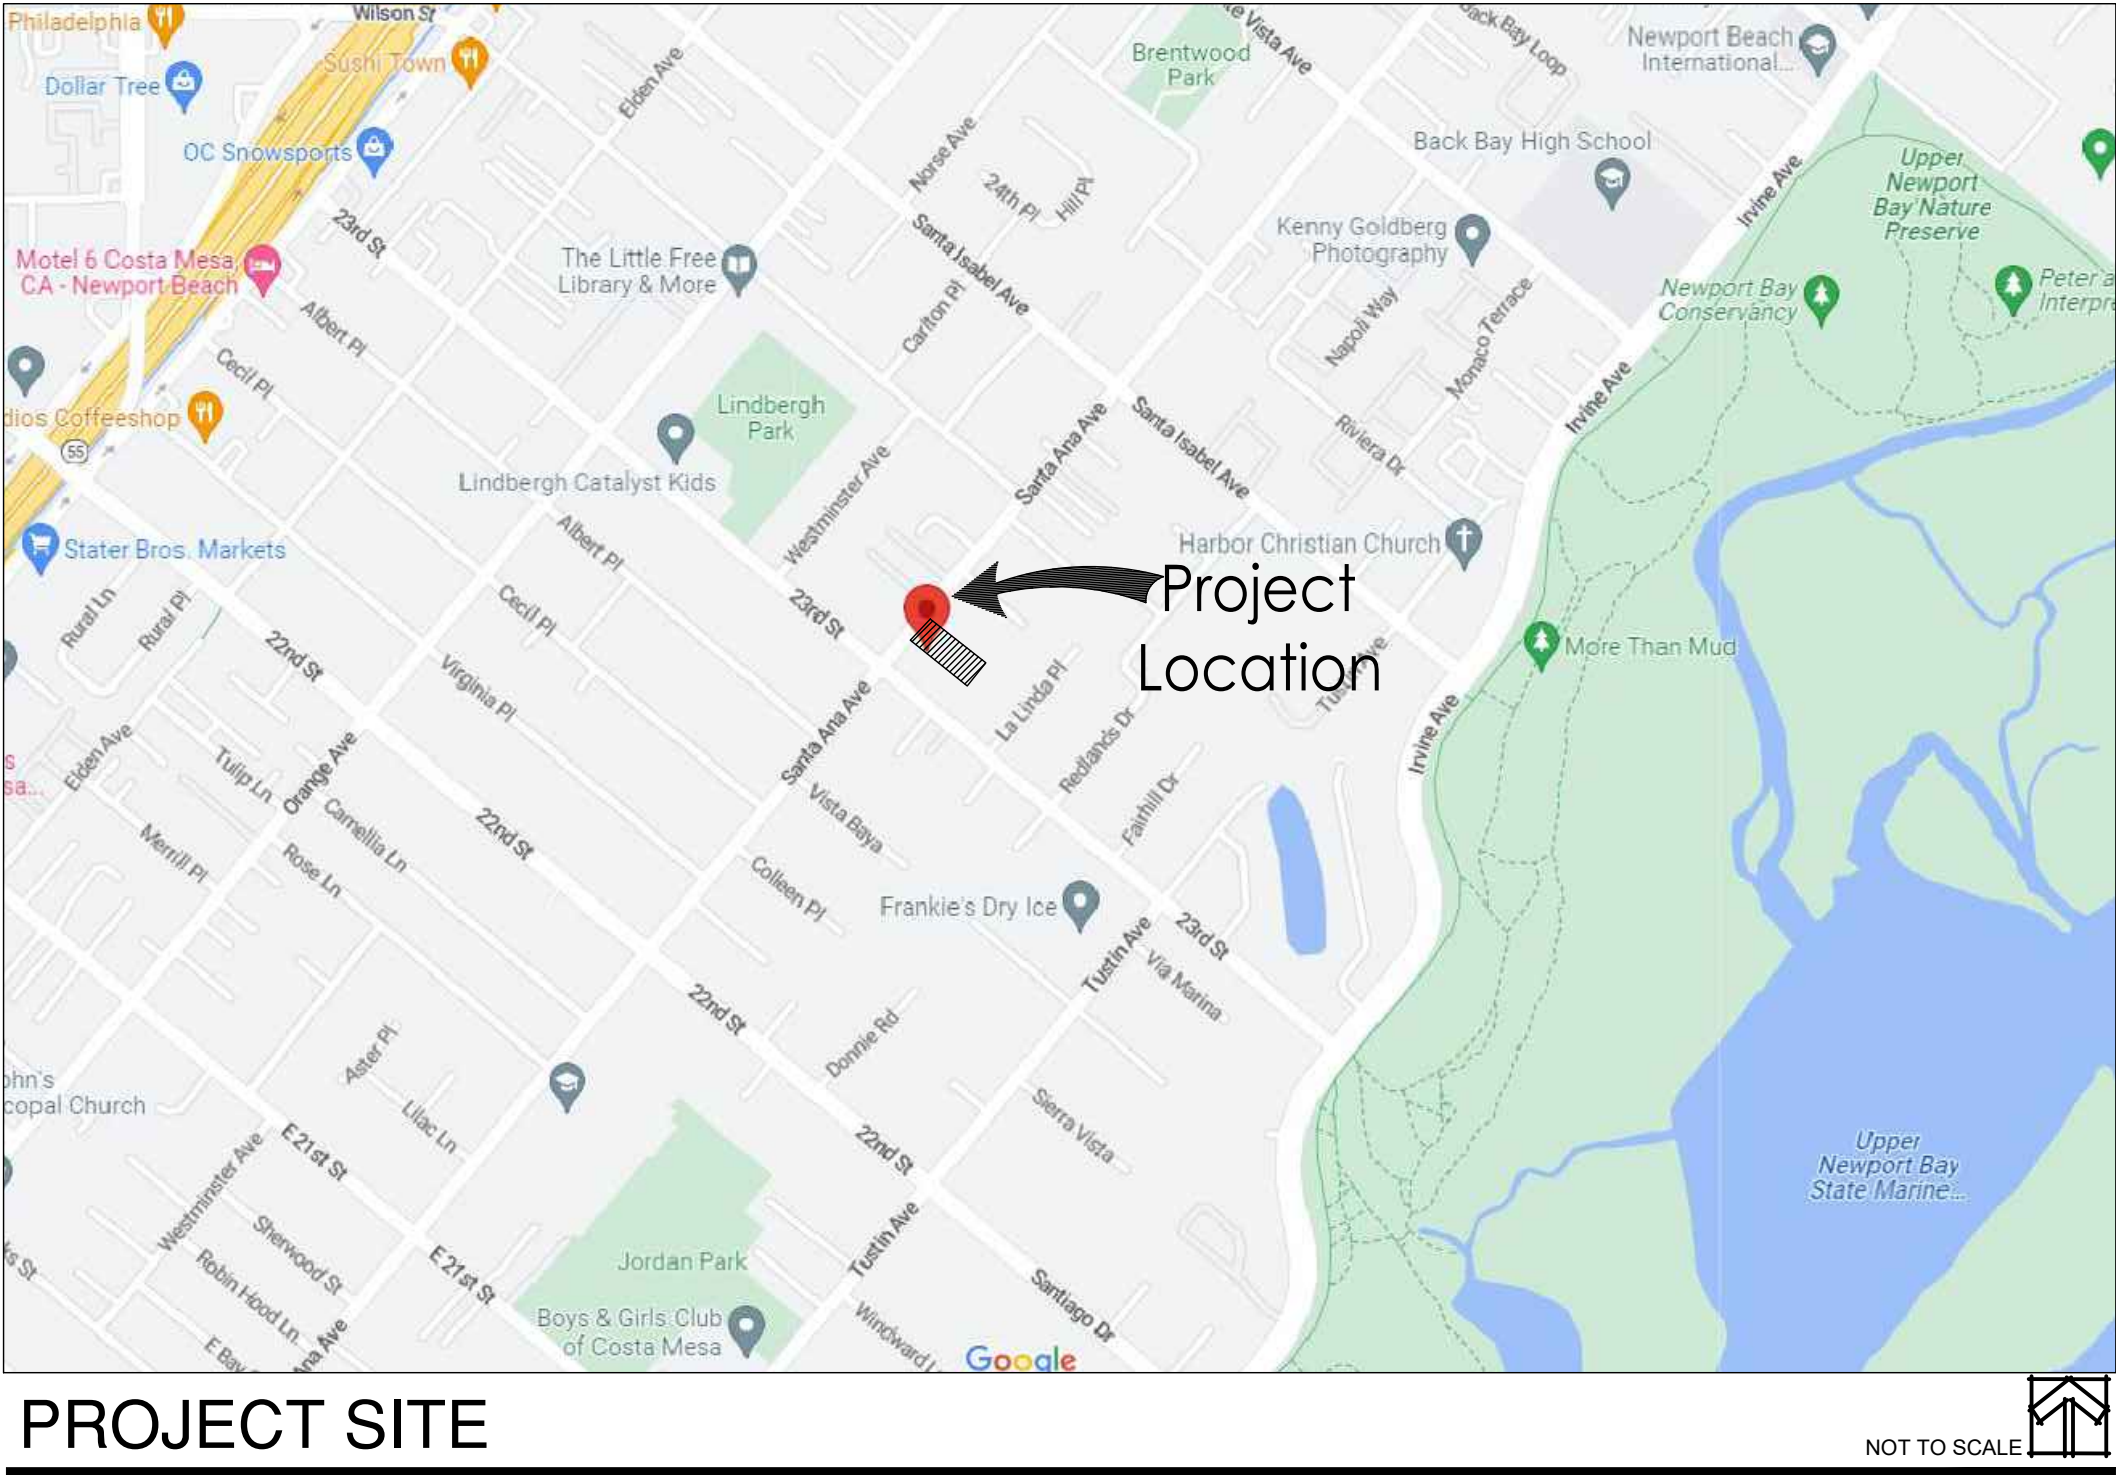 Philadelphia
Wilson St
Sushi Town
Dollar Tree
OC Snowsports
Elden Ave
Brentwood
Park
Back Bay Loop
Newport Beach
International...
Norse Ave
24th Pl
Hill Pl
Back Bay High School
Irvine Ave
Upper
Newport
Bay Nature
Preserve
23rd St
Motel 6 Costa Mesa,
CA - Newport Beach
The Little Free
Library & More
Santa Isabel Ave
Kenny Goldberg
Photography
Newport Bay
Conservancy
Albert Pl
Carlton Pl
Napoli Way
Monaco Terrace
Cecil Pl
Irvine Ave
Coffeeshop
55
Lindbergh
Park
Lindbergh Catalyst Kids
Westminster Ave
Santa Ana Ave
Santa Isabel Ave
Riviera Dr
Stater Bros. Markets
Albert Pl
Harbor Christian Church
Project
Location
Rural Ln
Rural Pl
Cecil Pl
23rd St
More Than Mud
22nd St
Virginia Pl
La Linda Pl
Tustin Ave
Santa Ana Ave
Redlands Dr
Irvine Ave
Elden Ave
Tulip Ln
Orange Ave
Camellia Ln
22nd St
Vista Baya
Fairhill Dr
Merrill Pl
Rose Ln
Colleen Pl
Frankie's Dry Ice
23rd St
Tustin Ave
Via Marina
22nd St
Donnie Rd
Aster Pl
Lilac Ln
Sierra Vista
Church
E 21st St
22nd St
Westminster Ave
Upper
Newport Bay
State Marine...
Sherwood St
Robin Hood Ln
E 21st St
Jordan Park
Tustin Ave
Santiago Dr
Boys & Girls Club
of Costa Mesa
Windward
Google
PROJECT SITE
NOT TO SCALE